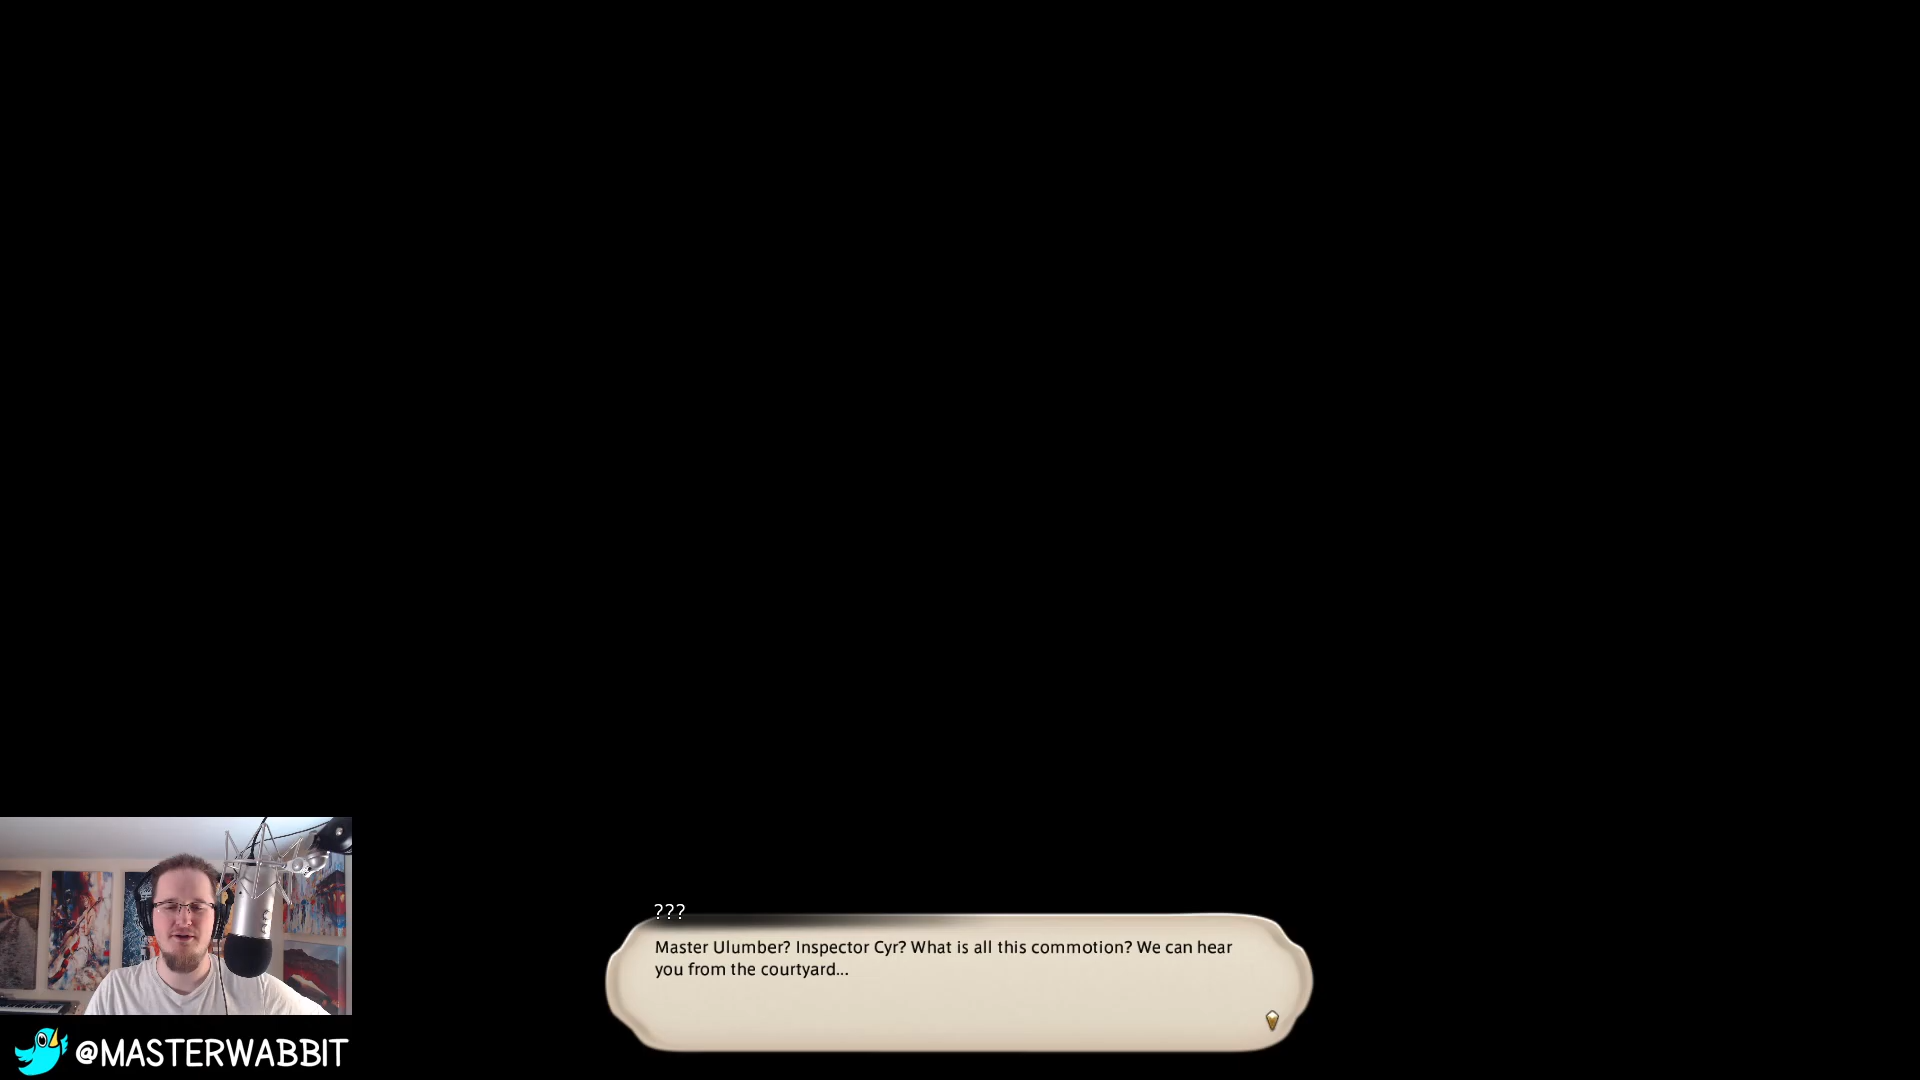 ???
Master Ulumber? Inspector Cyr? What is all this commotion? We can hear
you from the courtyard...
@MASTERWABBIT